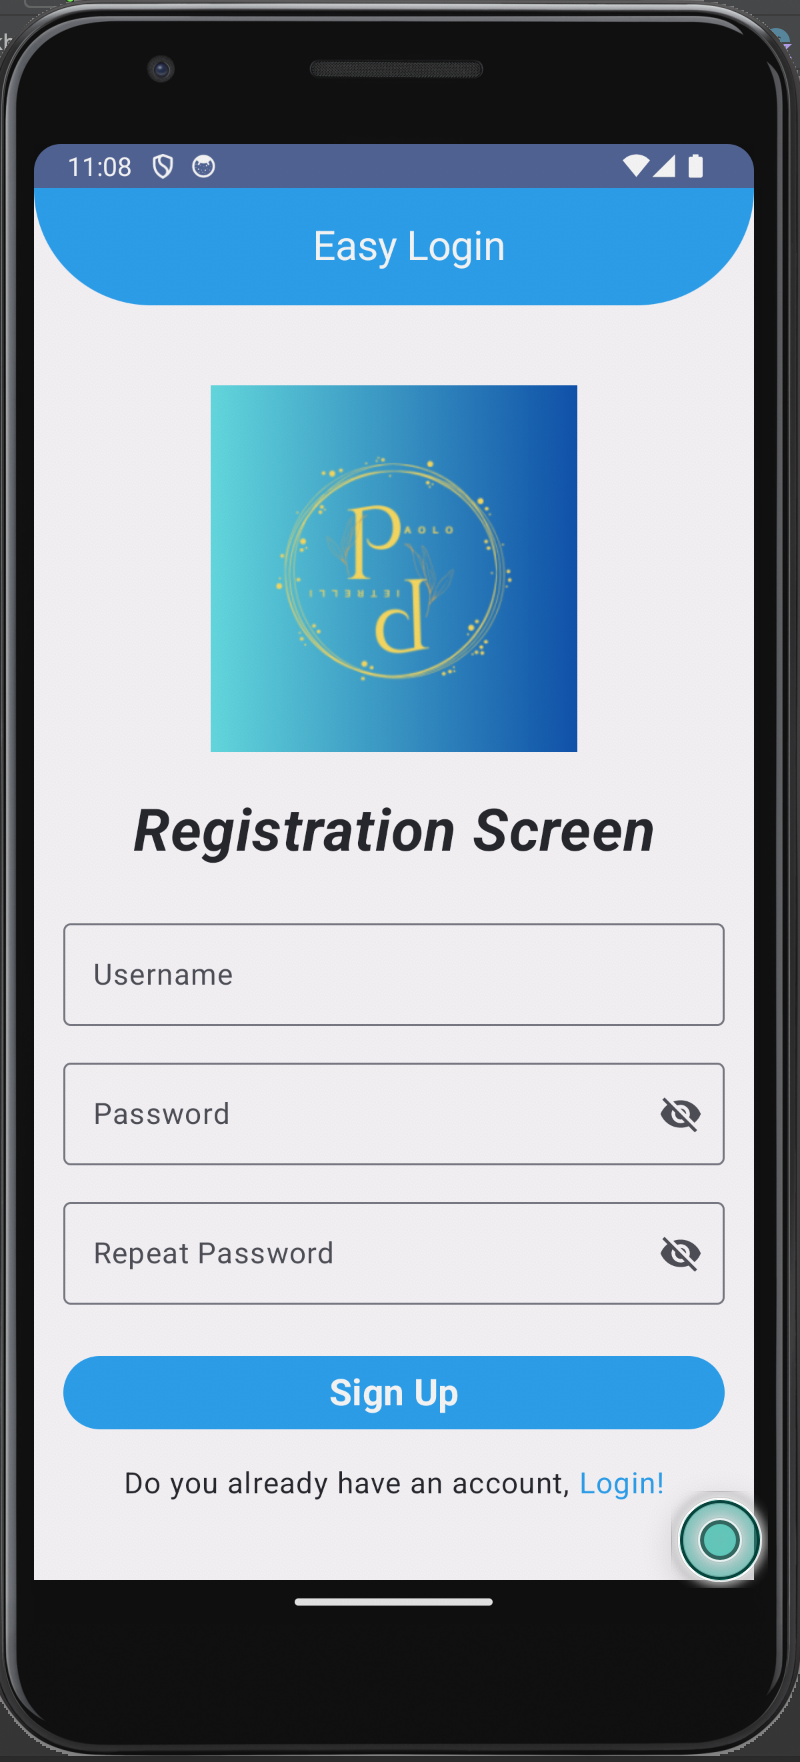 11:08
Easy Login
P AOLO
P IETRELLI
Registration Screen
Username
Password
Repeat Password
Sign Up
Do you already have an account, Login!